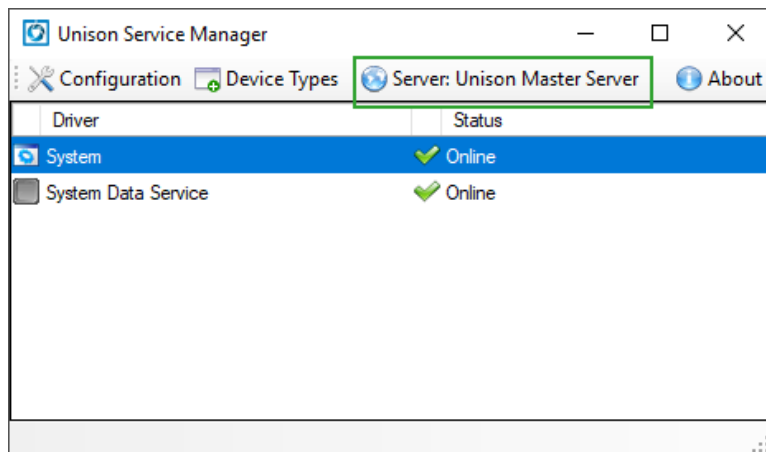 Unison Service Manager
Configuration Device Types Server: Unison Master Server About
Driver Status
System Online
System Data Service Online